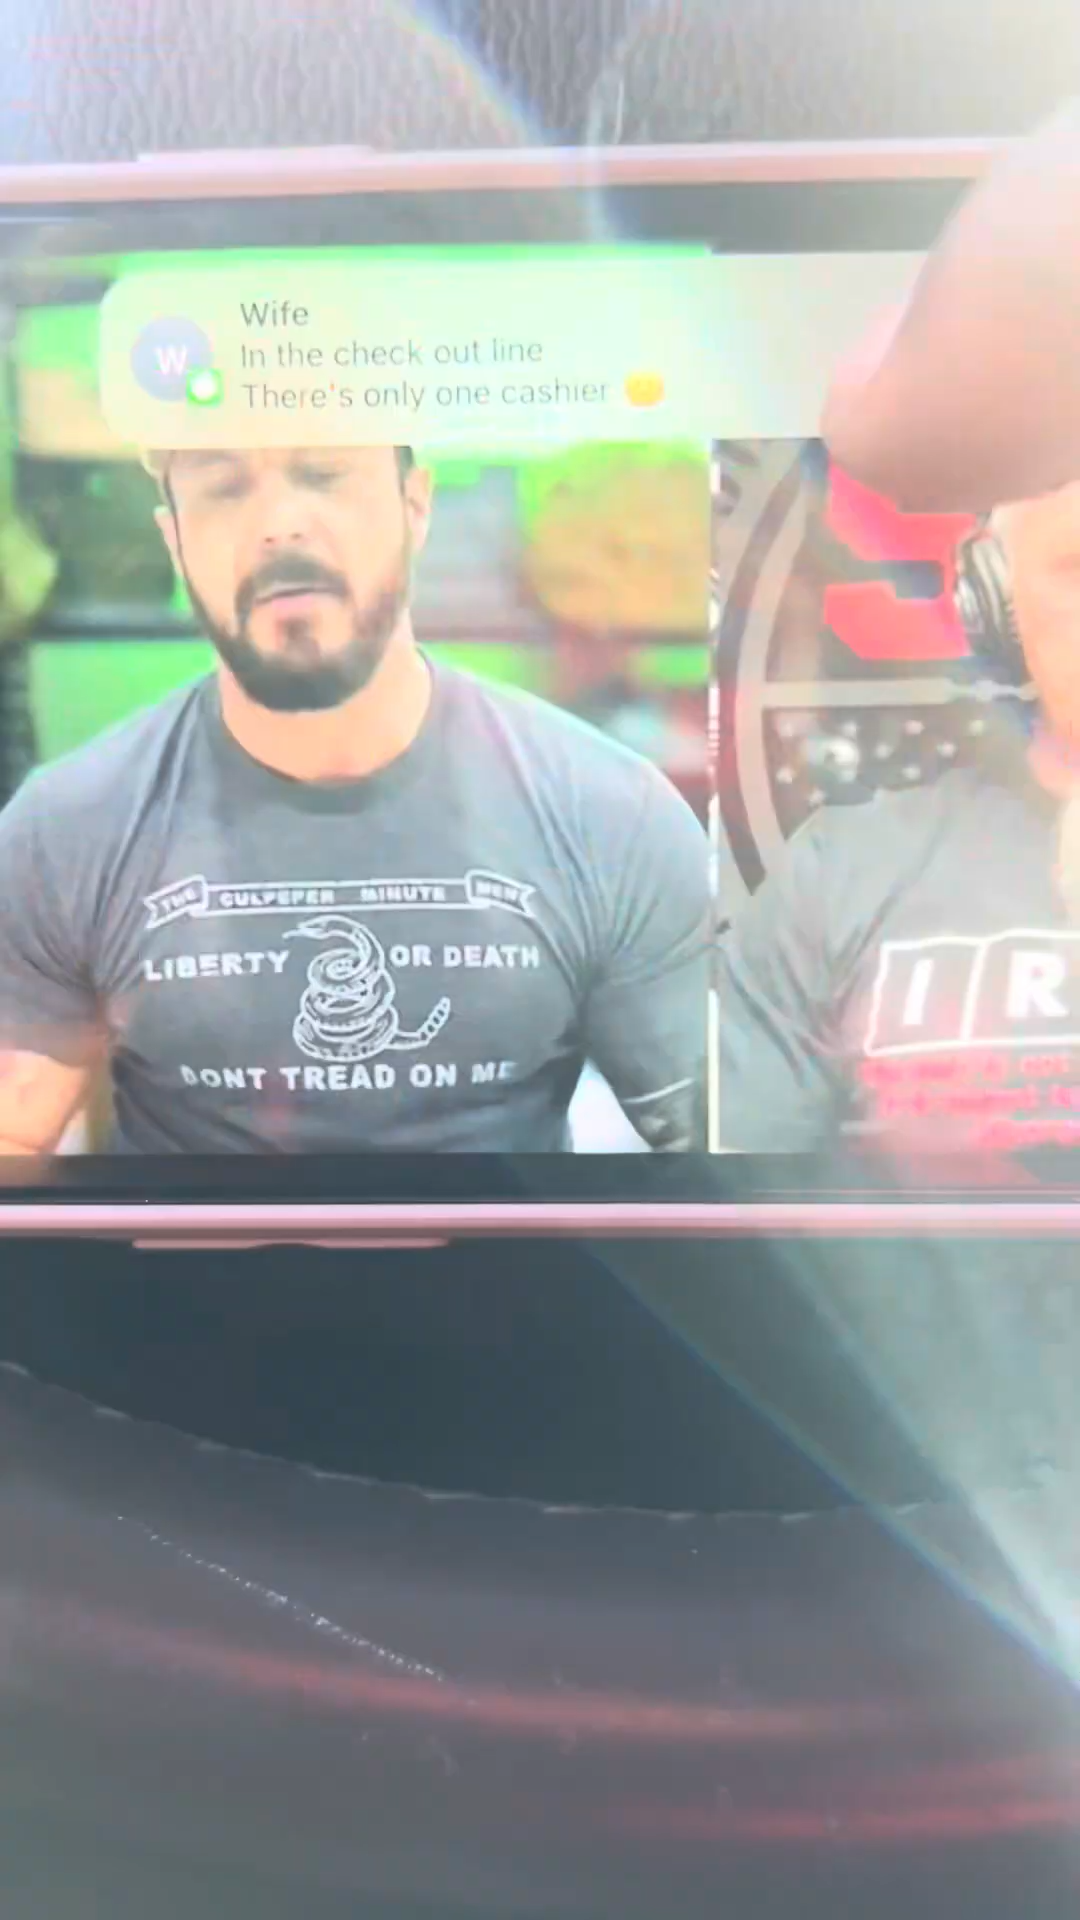 Wife
W
In the check out line
There's only one cashier
THE CULPEPER MINUTE MEN
LIBERTY OR DEATH
DONT TREAD ON ME
I R